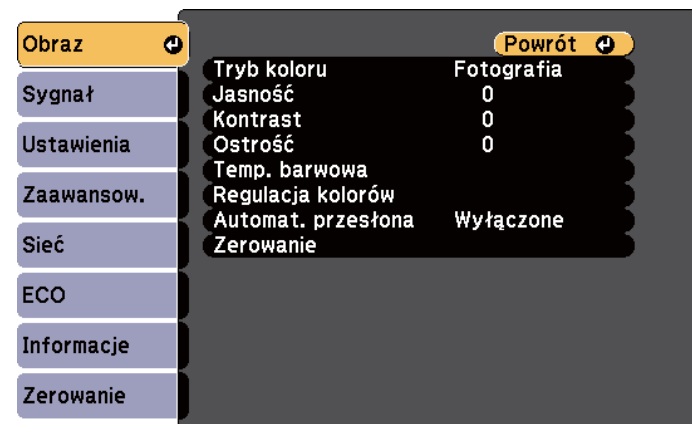 Obraz
Sygnał
Ustawienia
Zaawansow.
Sieć
ECO
Informacje
Zerowanie
Powrót
Tryb koloru Fotografia
Jasność 0
Kontrast 0
Ostrość 0
Temp. barwowa
Regulacja kolorów
Automat. przesłona Wyłączone
Zerowanie